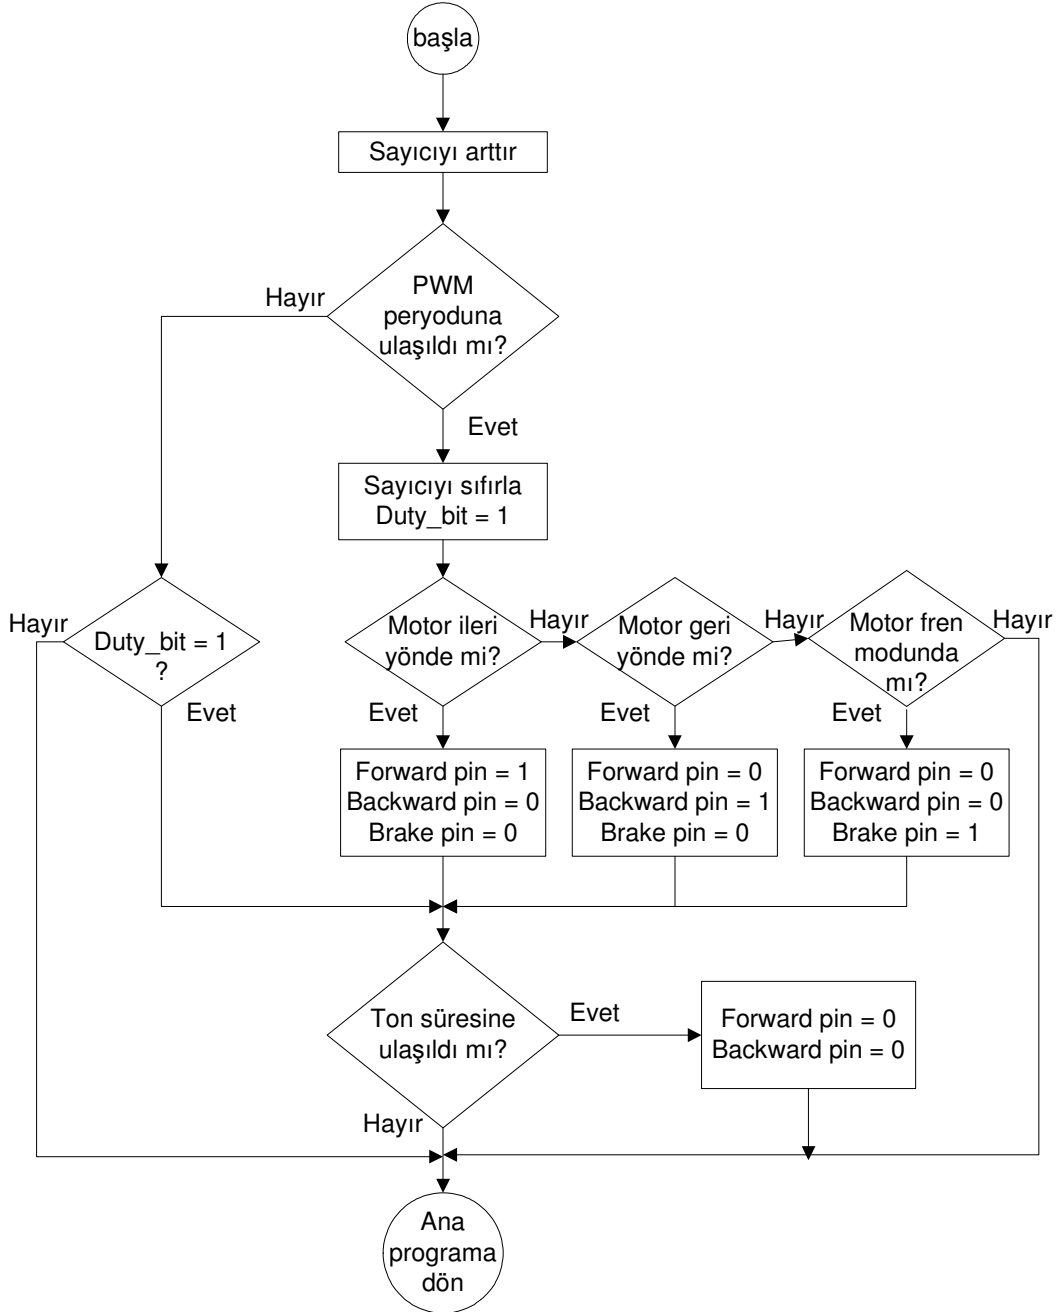 başla
Sayıcıyı arttır
PWM
peryoduna
ulaşıldı mı?
Hayır
Evet
Sayıcıyı sıfırla
Duty_bit = 1
Hayır
Duty_bit = 1
?
Evet
Motor ileri
yönde mi?
Hayır
Evet
Motor geri
yönde mi?
Hayır
Evet
Motor fren
modunda
mı?
Hayır
Evet
Forward pin = 1
Backward pin = 0
Brake pin = 0
Forward pin = 0
Backward pin = 1
Brake pin = 0
Forward pin = 0
Backward pin = 0
Brake pin = 1
Ton süresine
ulaşıldı mı?
Evet
Forward pin = 0
Backward pin = 0
Hayır
Ana
programa
dön